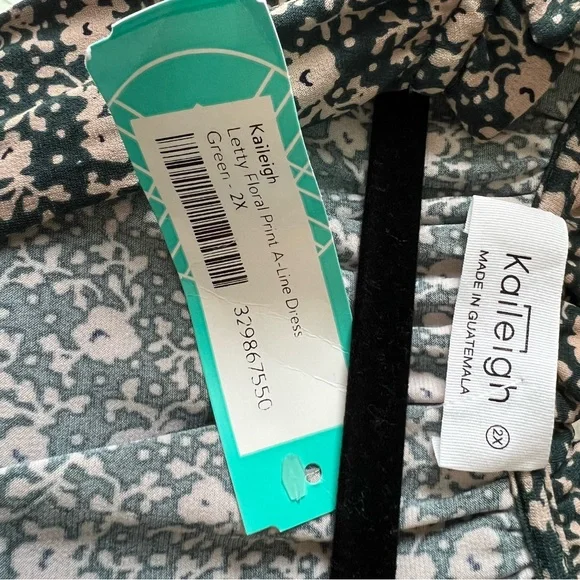 Kaileigh
Letty Floral Print A-Line Dress
Green - 2X
329867550
Kaileigh
MADE IN GUATEMALA
2X